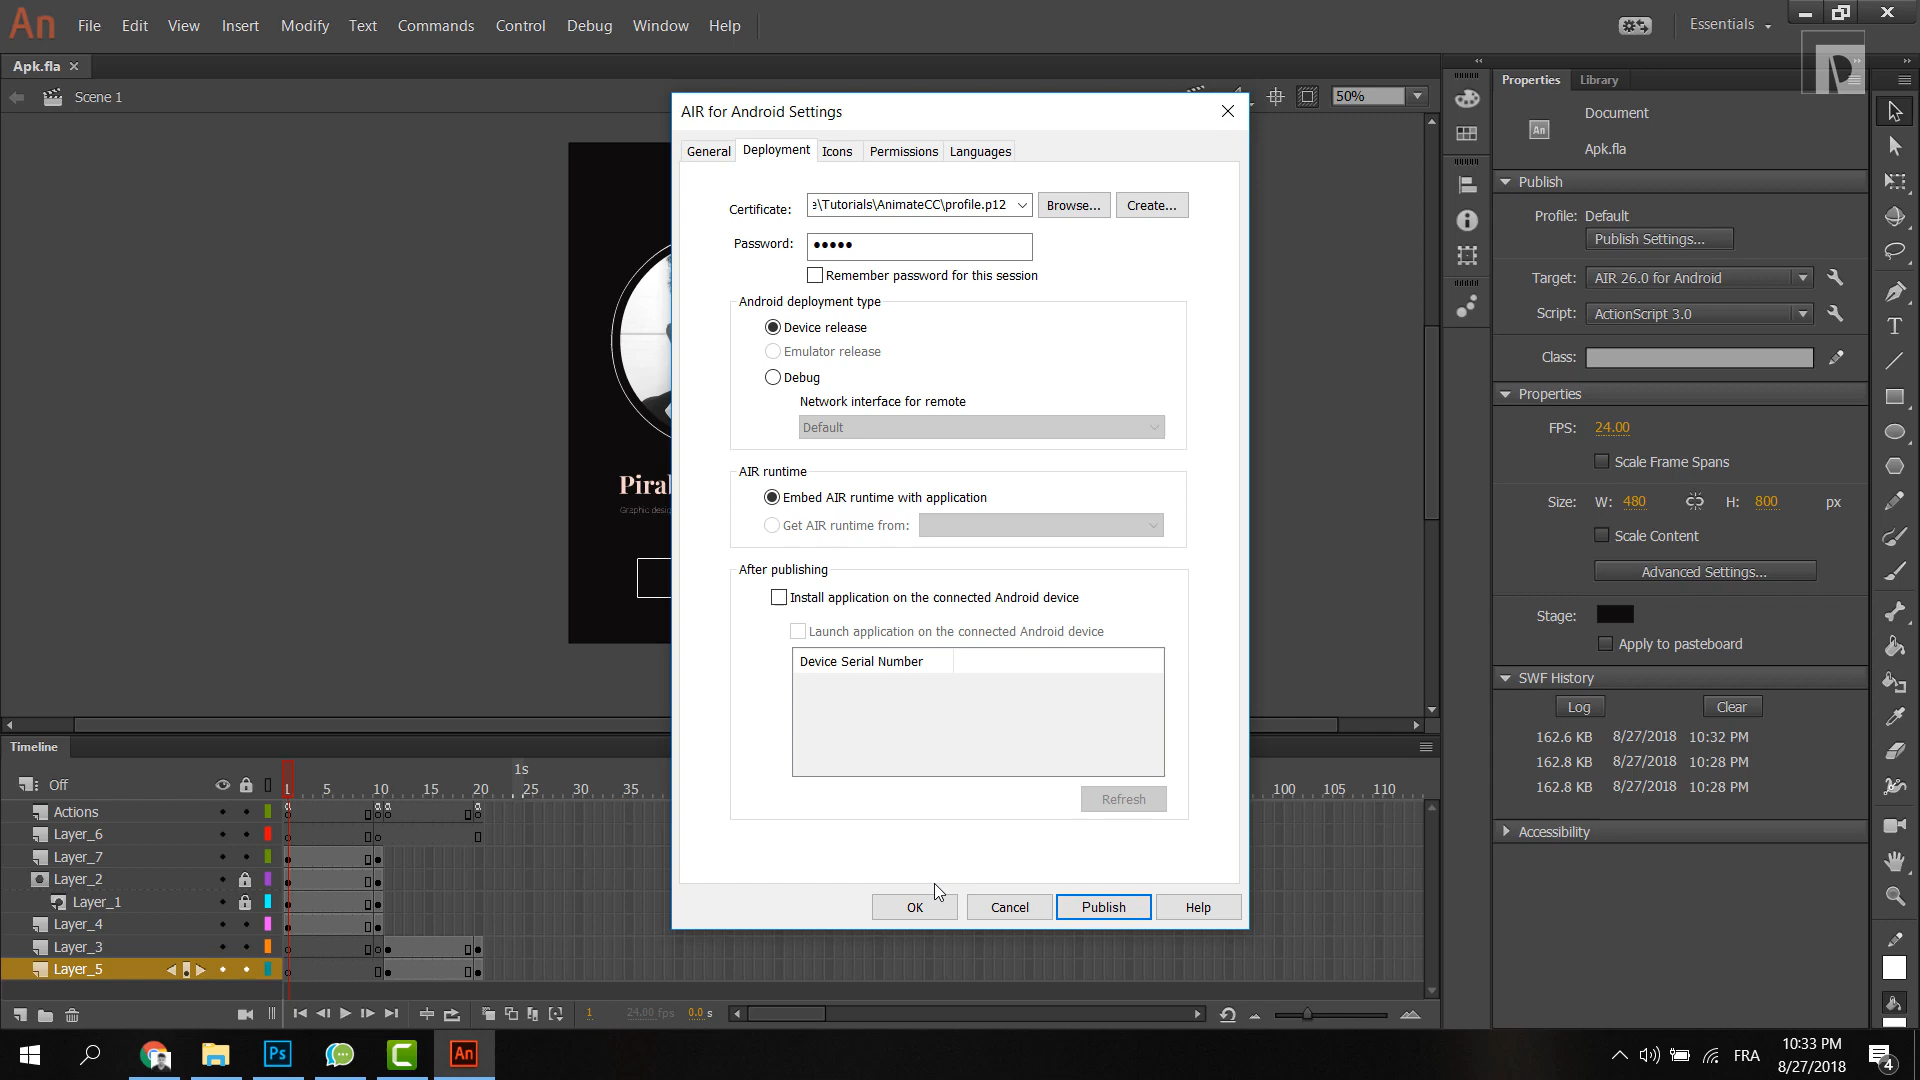 An File Edit View Insert Modify Text Commands Control Debug Window Help Essentials
Apk.fla
Scene 1
50%
AIR for Android Settings
General Deployment Icons Permissions Languages
Certificate: e\Tutorials\AnimateCC\profile.p12 Browse... Create...
Password: •••••
Remember password for this session
Android deployment type
Device release
Emulator release
Debug
Network interface for remote
Default
AIR runtime
Embed AIR runtime with application
Get AIR runtime from:
After publishing
Install application on the connected Android device
Launch application on the connected Android device
Device Serial Number
Refresh
OK Cancel Publish Help
Graphic desig
Properties Library
Document
An
Apk.fla
Publish
Profile: Default
Publish Settings...
Target: AIR 26.0 for Android
Script: ActionScript 3.0
Class:
Properties
FPS: 24.00
Scale Frame Spans
Size: W: 480 H: 800 px
Scale Content
Advanced Settings...
Stage:
Apply to pasteboard
SWF History
Log Clear
162.6 KB 8/27/2018 10:32 PM
162.8 KB 8/27/2018 10:28 PM
162.8 KB 8/27/2018 10:28 PM
Accessibility
Timeline
1s
Off 1 5 10 15 20 25 30 35 100 105 110
Actions
Layer_6
Layer_7
Layer_2
Layer_1
Layer_4
Layer_3
Layer_5
1 24.00 fps 0.0 s
Ps An FRA 10:33 PM
8/27/2018 4